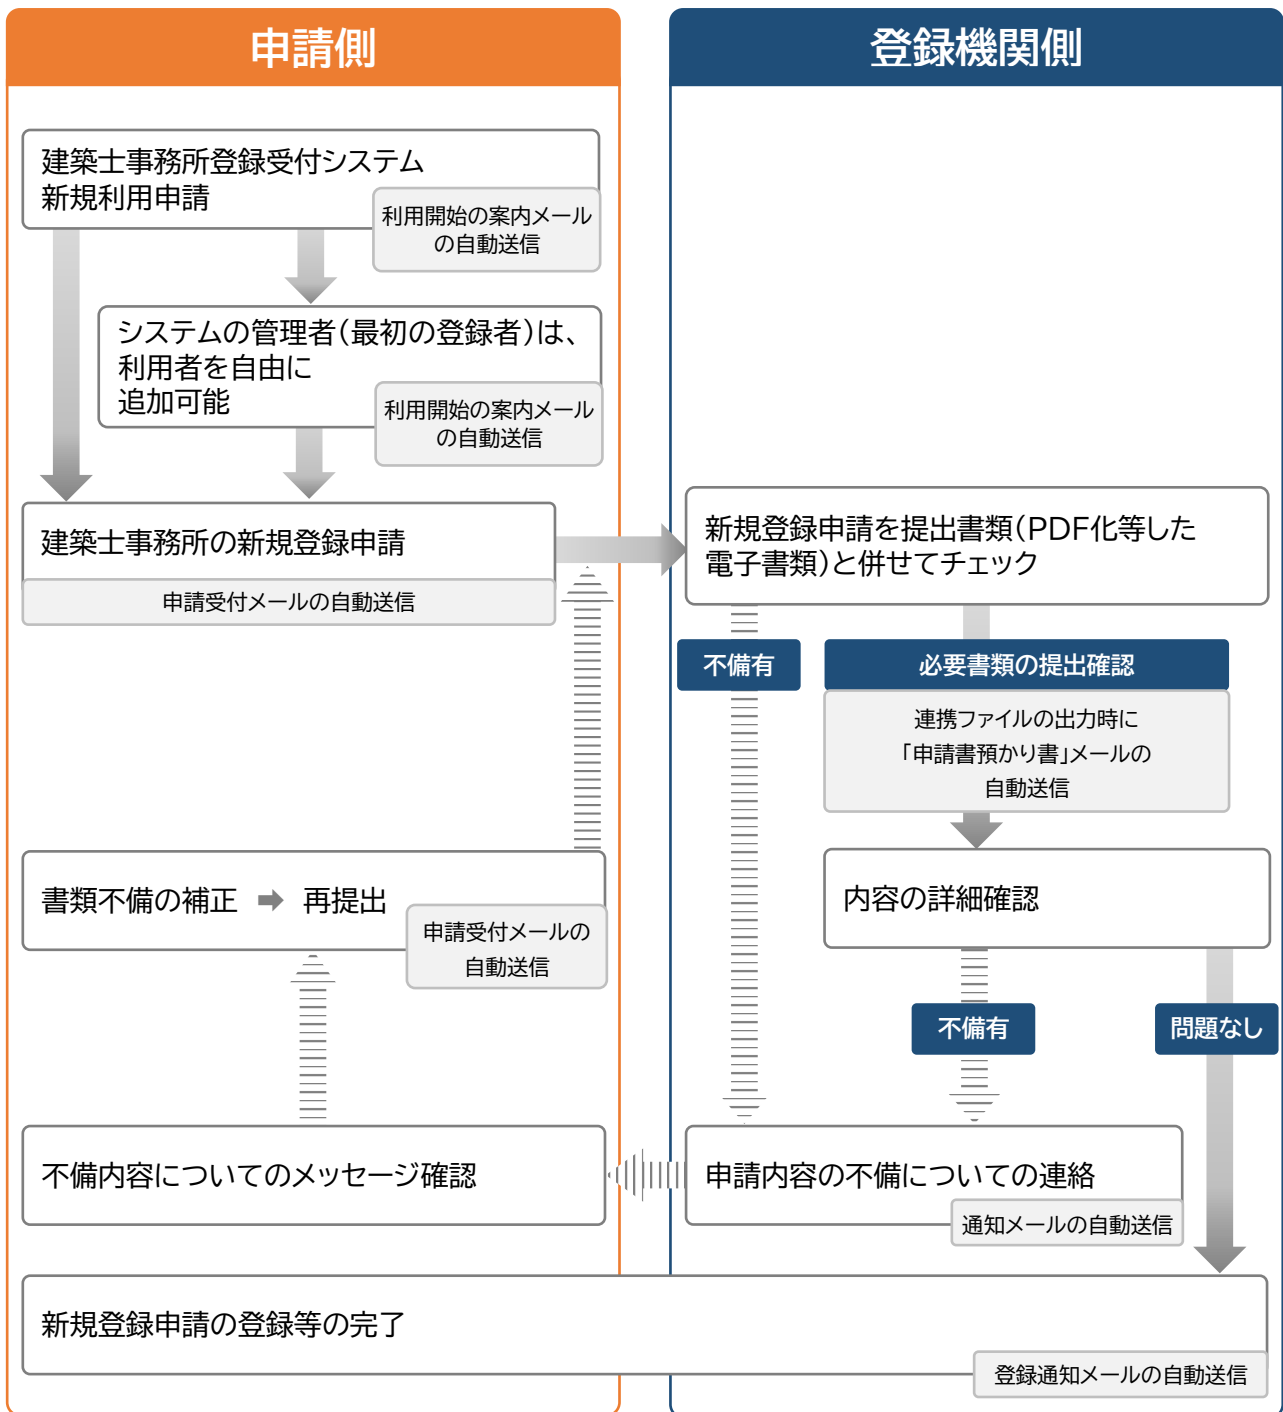 申請側
登録機関側
建築士事務所登録受付システム
新規利用申請
利用開始の案内メール
の自動送信
システムの管理者(最初の登録者)は、
利用者を自由に
追加可能
利用開始の案内メール
の自動送信
建築士事務所の新規登録申請
申請受付メールの自動送信
新規登録申請を提出書類(PDF化等した
電子書類)と併せてチェック
不備有
必要書類の提出確認
連携ファイルの出力時に
「申請書預かり書」メールの
自動送信
書類不備の補正 ➡ 再提出
申請受付メールの
自動送信
内容の詳細確認
不備有
問題なし
不備内容についてのメッセージ確認
申請内容の不備についての連絡
通知メールの自動送信
新規登録申請の登録等の完了
登録通知メールの自動送信